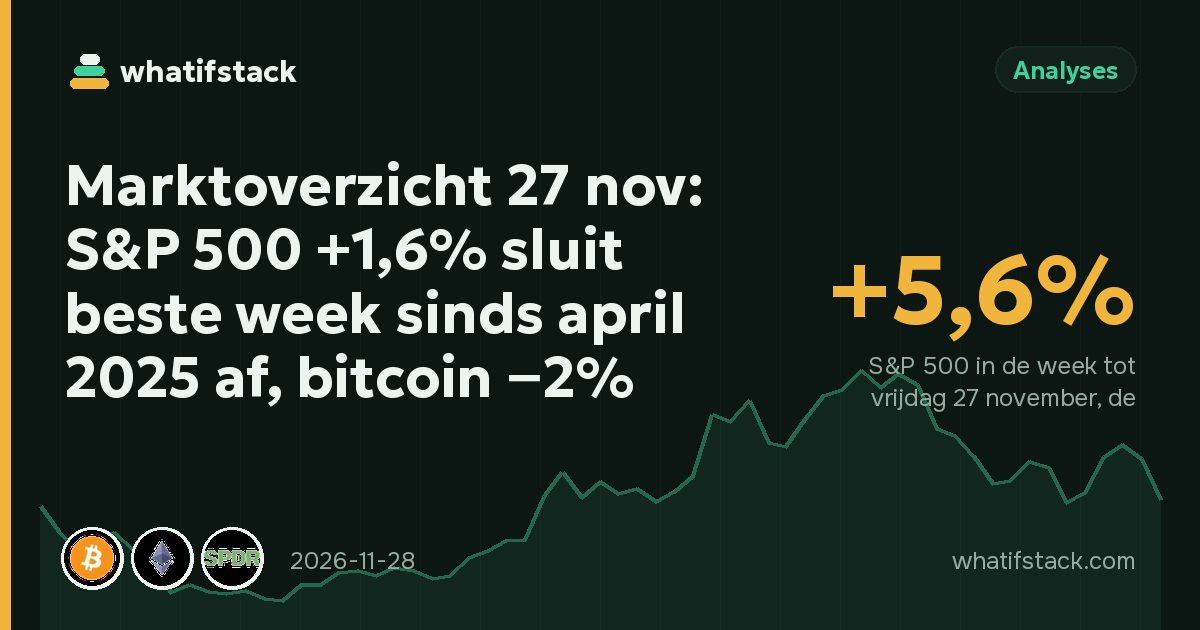 whatifstack
Analyses
Marktoverzicht 27 nov:
S&P 500 +1,6% sluit
beste week sinds april
2025 af, bitcoin −2%
+5,6%
S&P 500 in de week tot
vrijdag 27 november, de
SPDR
2026-11-28
whatifstack.com